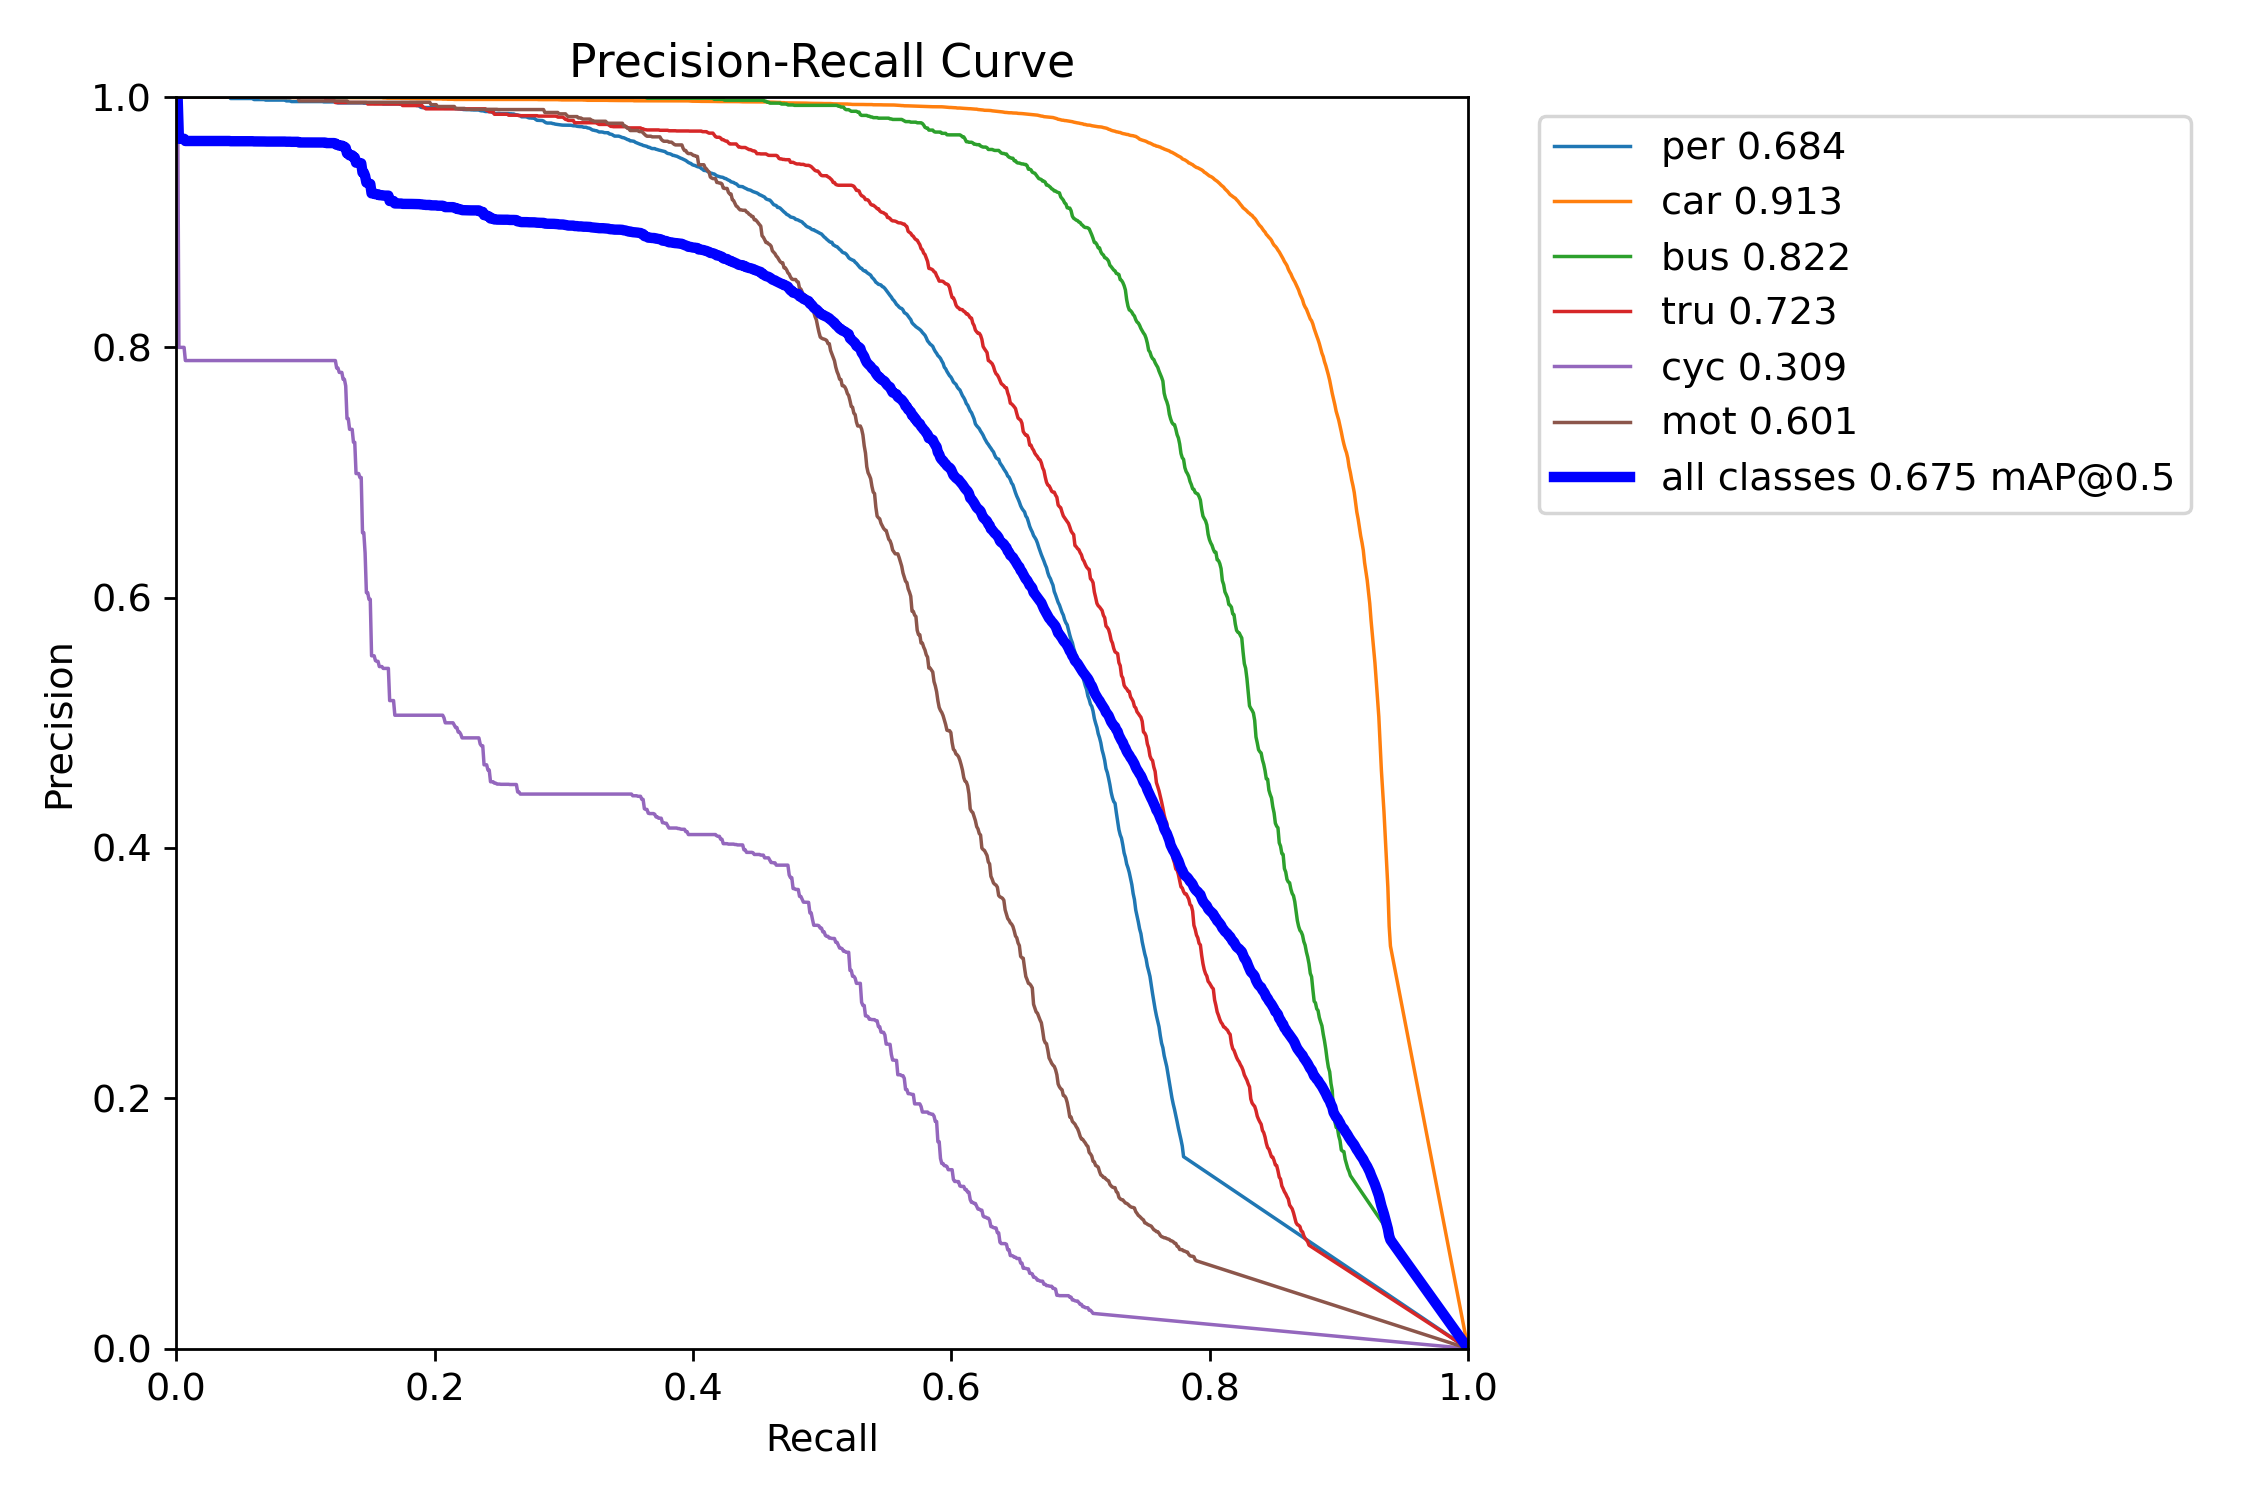 Precision-Recall Curve
1.0
0.8
0.6
0.4
0.2
0.0
Precision
0.0 0.2 0.4 0.6 0.8 1.0
Recall
per 0.684
car 0.913
bus 0.822
tru 0.723
cyc 0.309
mot 0.601
all classes 0.675 mAP@0.5